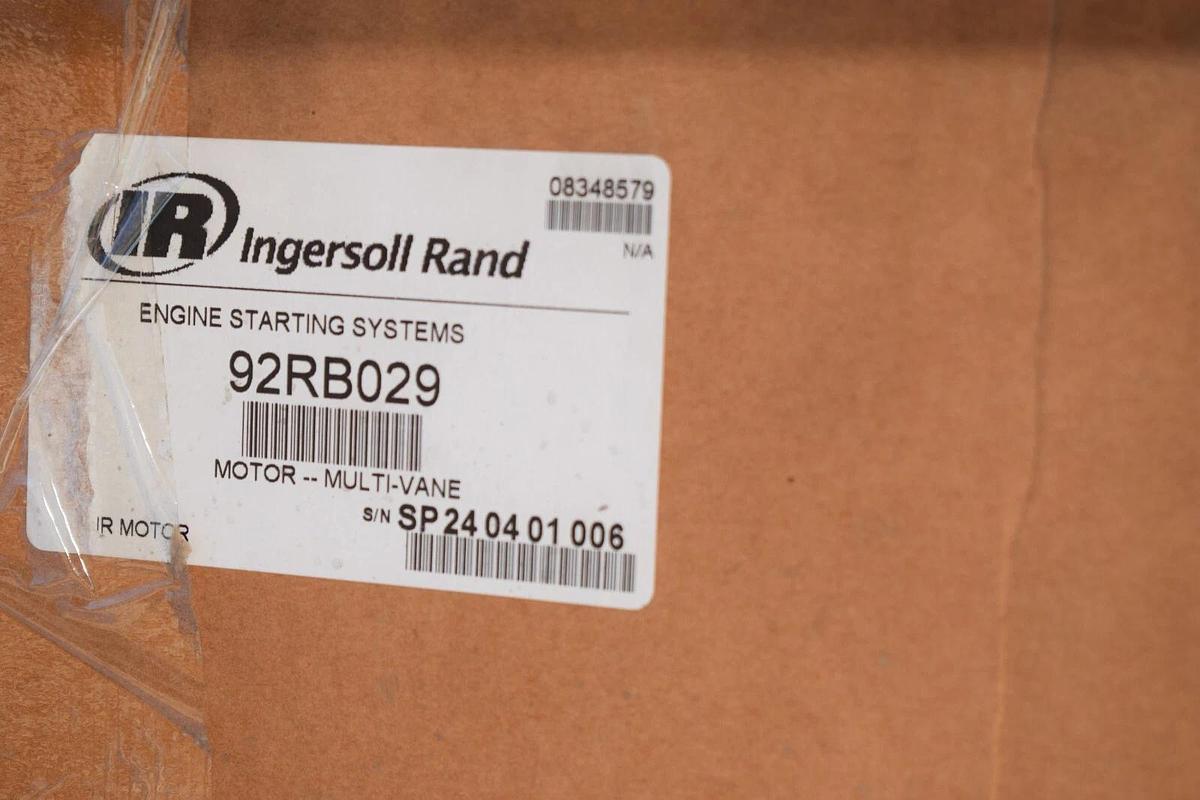 IR Ingersoll Rand
08348579
N/A
ENGINE STARTING SYSTEMS
92RB029
MOTOR -- MULTI-VANE
S/N SP 24 04 01 006
IR MOTOR